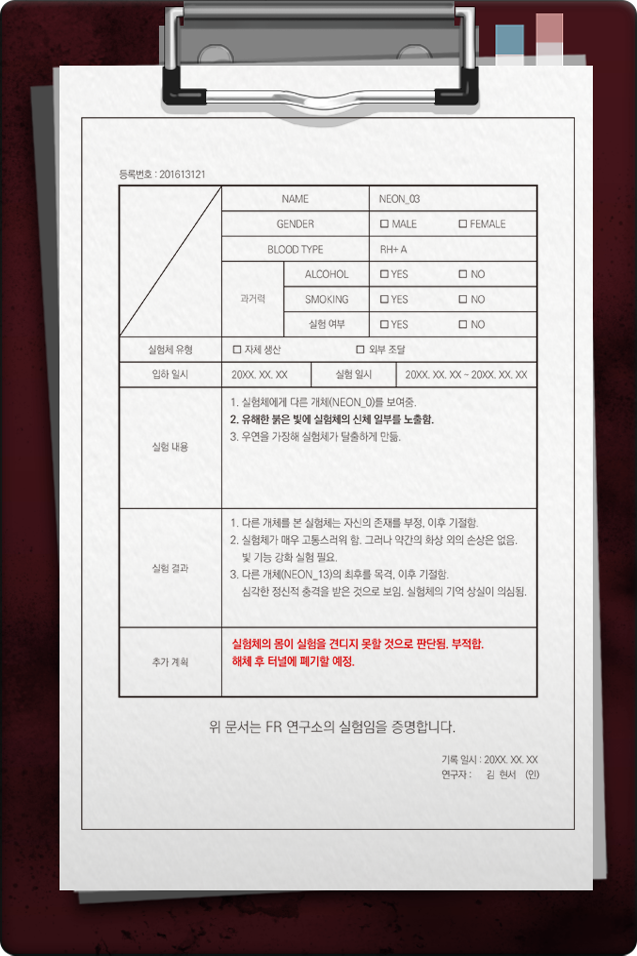 등록번호 : 201613121
NAME NEON_03
GENDER □ MALE □ FEMALE
BLOOD TYPE RH+ A
과거력
ALCOHOL □ YES □ NO
SMOKING □ YES □ NO
실험 여부 □ YES □ NO
실험체 유형 □ 자체 생산 □ 외부 조달
입하 일시 20XX. XX. XX 실험 일시 20XX. XX. XX ~ 20XX. XX. XX
실험 내용
1. 실험체에게 다른 개체(NEON_0)를 보여줌.
2. 유해한 붉은 빛에 실험체의 신체 일부를 노출함.
3. 우연을 가장해 실험체가 탈출하게 만듦.
실험 결과
1. 다른 개체를 본 실험체는 자신의 존재를 부정, 이후 기절함.
2. 실험체가 매우 고통스러워 함. 그러나 약간의 화상 외의 손상은 없음.
빛 기능 강화 실험 필요.
3. 다른 개체(NEON_13)의 최후를 목격, 이후 기절함.
심각한 정신적 충격을 받은 것으로 보임. 실험체의 기억 상실이 의심됨.
추가 계획
실험체의 몸이 실험을 견디지 못할 것으로 판단됨. 부적합.
해체 후 터널에 폐기할 예정.
위 문서는 FR 연구소의 실험임을 증명합니다.
기록 일시 : 20XX. XX. XX
연구자 : 김 현서 (인)